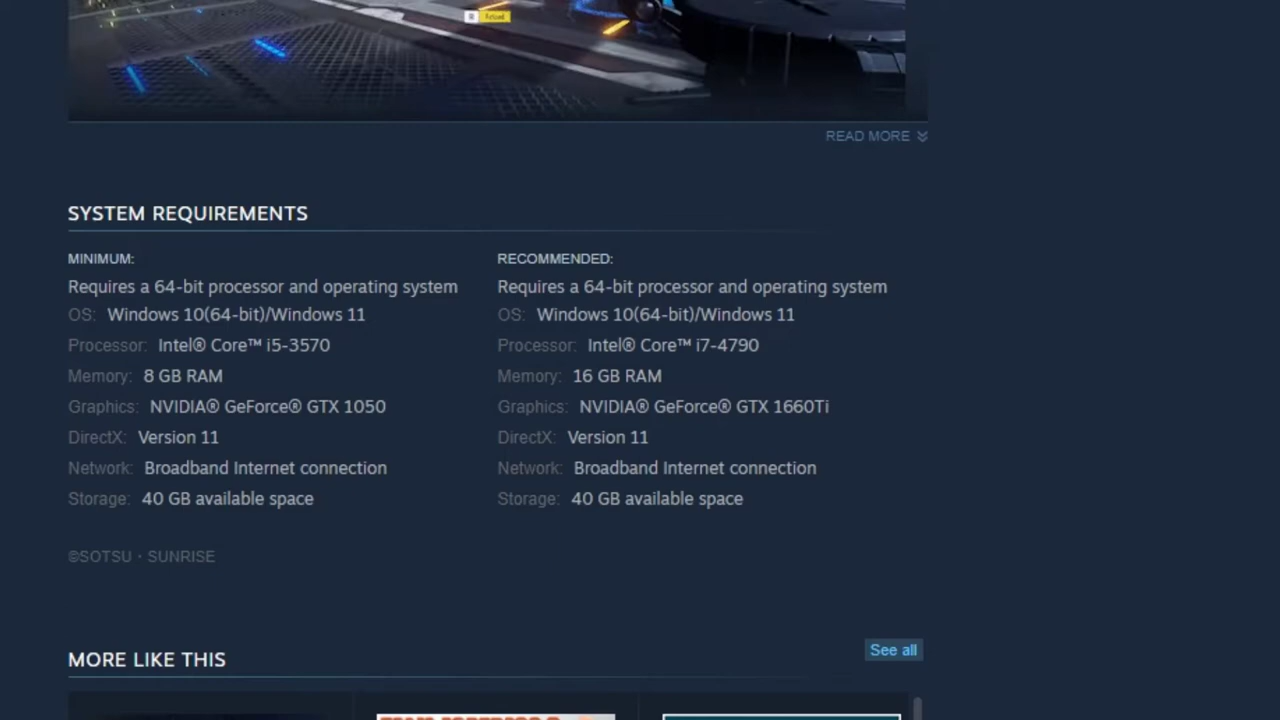 Reload
READ MORE
SYSTEM REQUIREMENTS
MINIMUM:
Requires a 64-bit processor and operating system
OS: Windows 10(64-bit)/Windows 11
Processor: Intel® Core™ i5-3570
Memory: 8 GB RAM
Graphics: NVIDIA® GeForce® GTX 1050
DirectX: Version 11
Network: Broadband Internet connection
Storage: 40 GB available space
RECOMMENDED:
Requires a 64-bit processor and operating system
OS: Windows 10(64-bit)/Windows 11
Processor: Intel® Core™ i7-4790
Memory: 16 GB RAM
Graphics: NVIDIA® GeForce® GTX 1660Ti
DirectX: Version 11
Network: Broadband Internet connection
Storage: 40 GB available space
©SOTSU・SUNRISE
MORE LIKE THIS
See all